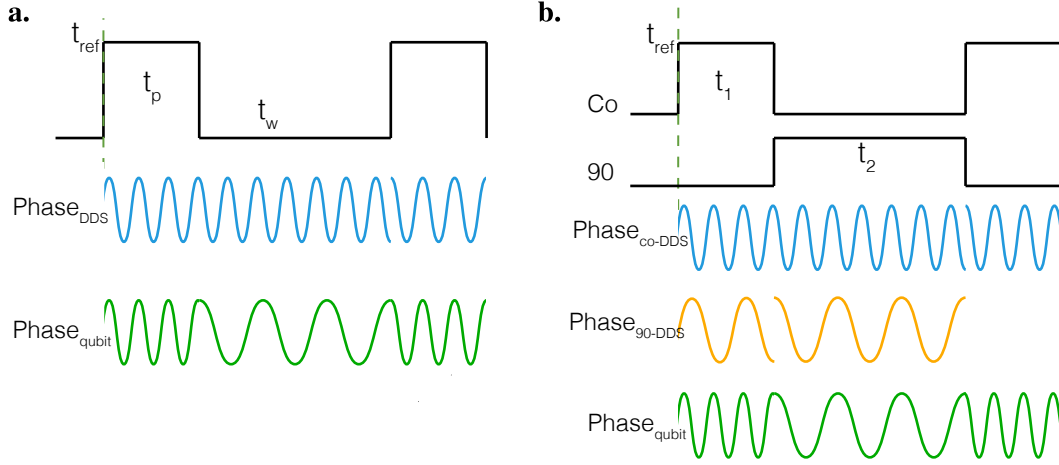 a.
t_ref
t_p
t_w
Phase_DDS
Phase_qubit
b.
t_ref
t_1
Co
90
t_2
Phase_co-DDS
Phase_90-DDS
Phase_qubit